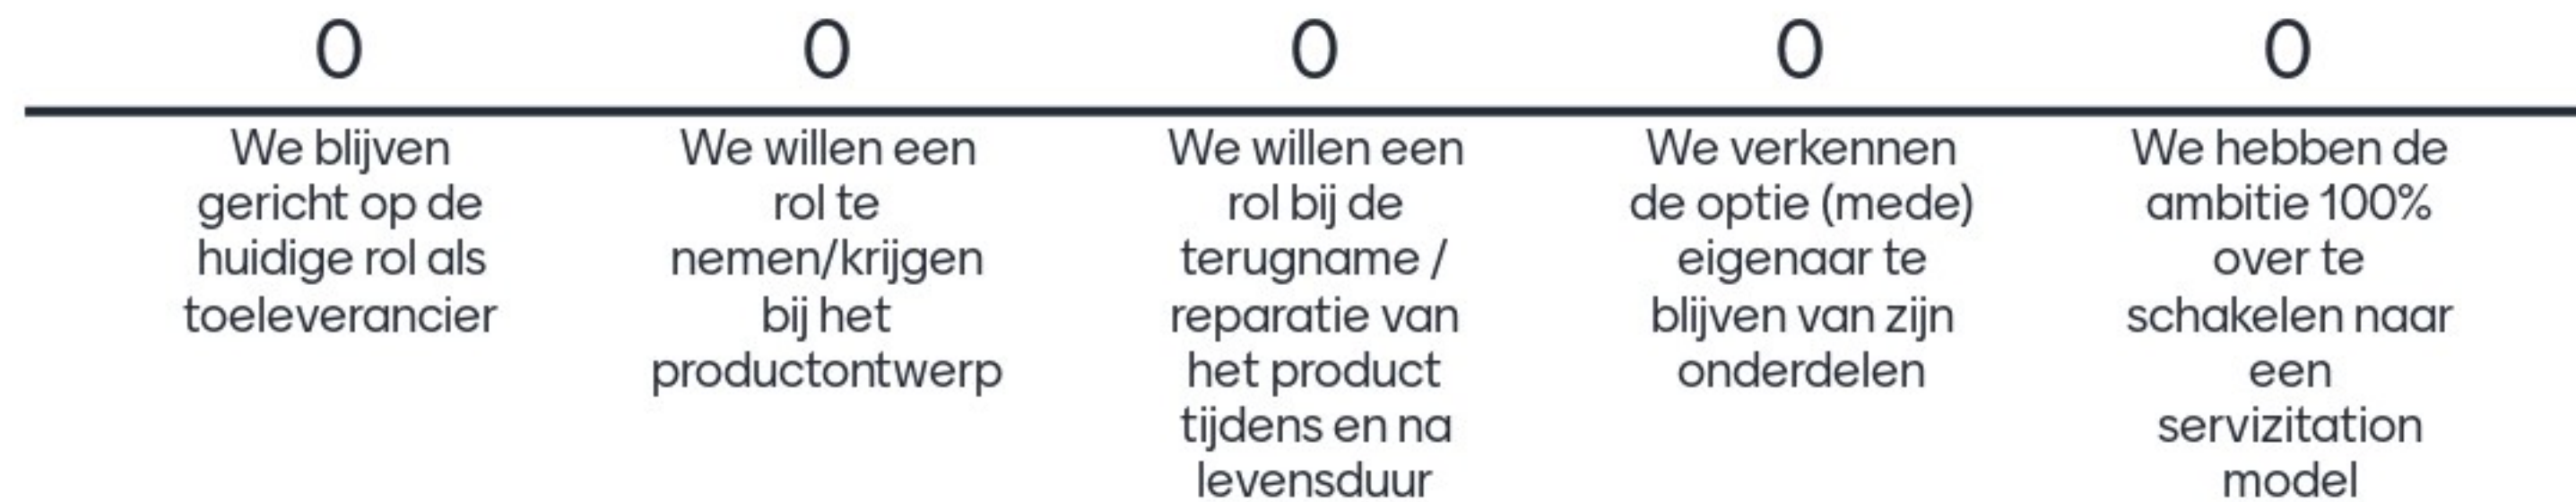 0
0
0
0
0
We blijven
gericht op de
huidige rol als
toeleverancier
We willen een
rol te
nemen/krijgen
bij het
productontwerp
We willen een
rol bij de
terugname /
reparatie van
het product
tijdens en na
levensduur
We verkennen
de optie (mede)
eigenaar te
blijven van zijn
onderdelen
We hebben de
ambitie 100%
over te
schakelen naar
een
servizitation
model